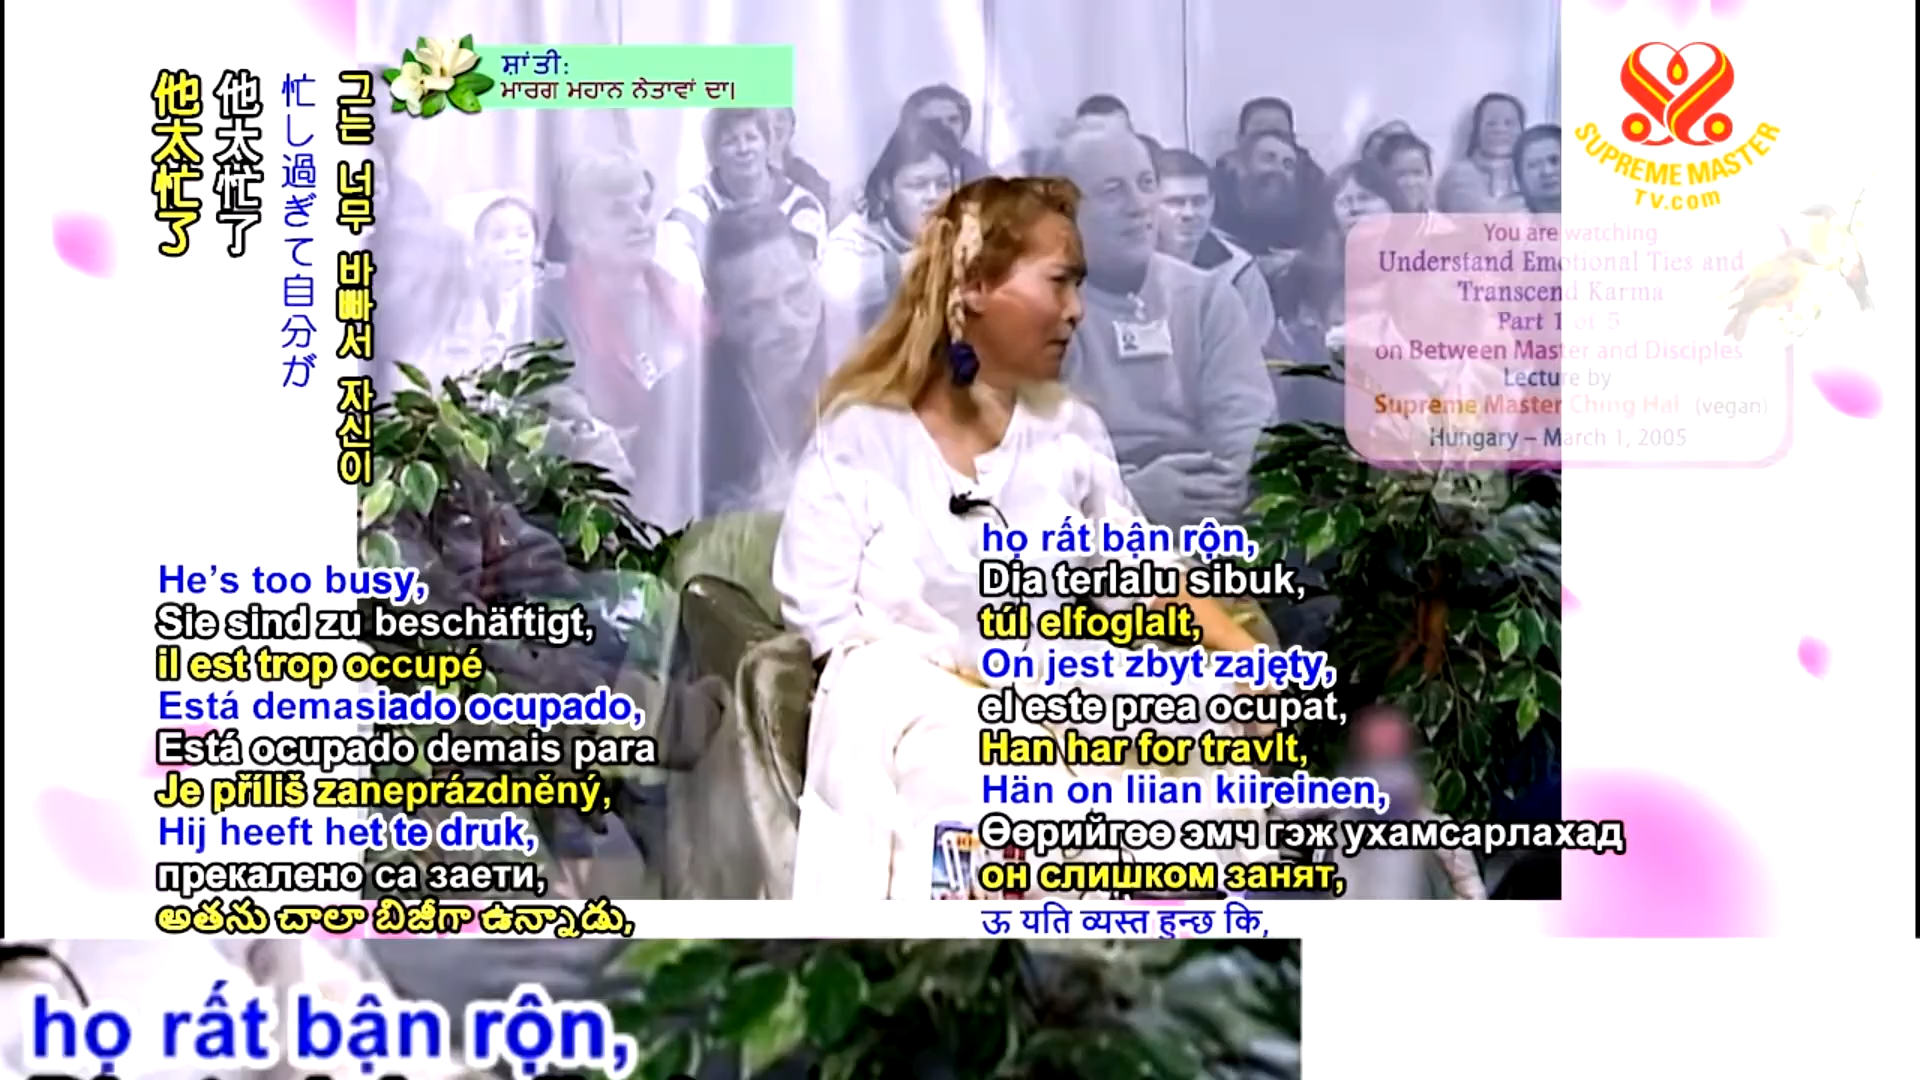 ਸ਼ਾਂਤੀ:
ਮਾਰਗ ਮਹਾਨ ਨੇਤਾਵਾਂ ਦਾ।
SUPREME MASTER
TV.com
그는 너무 바빠서 자신이
忙し過ぎて自分が
他太忙了
他太忙了
You are watching
Understand Emotional Ties and
Transcend Karma
Part 1 of 5
on Between Master and Disciples
Lecture by
Supreme Master Ching Hai (vegan)
Hungary – March 1, 2005
He’s too busy,
Sie sind zu beschäftigt,
il est trop occupé
Está demasiado ocupado,
Está ocupado demais para
Je příliš zaneprázdněný,
Hij heeft het te druk,
прекалено са заети,
అతను చాలా బిజీగా ఉన్నాడు,
họ rất bận rộn,
Dia terlalu sibuk,
túl elfoglalt,
On jest zbyt zajęty,
el este prea ocupat,
Han har for travlt,
Hän on liian kiireinen,
Өөрийгөө эмч гэж ухамсарлахад
он слишком занят,
ऊ यति व्यस्त हुन्छ कि,
họ rất bận rộn,